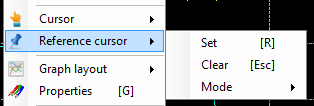 Cursor
Reference cursor
Graph layout
Properties [G]
Set [R]
Clear [Esc]
Mode